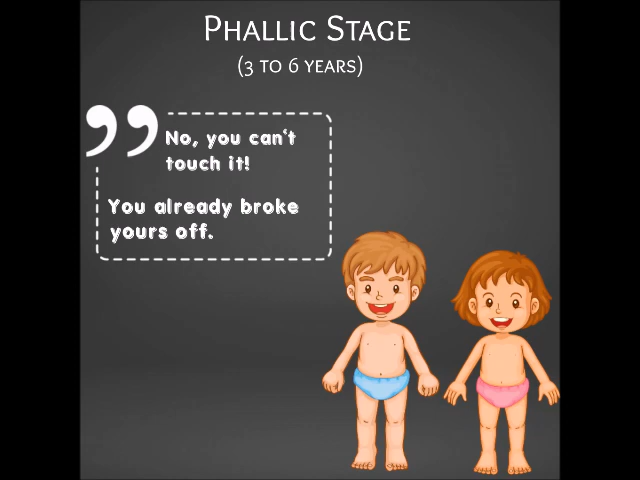 Phallic Stage
(3 to 6 years)
No, you can't
touch it!
You already broke
yours off.